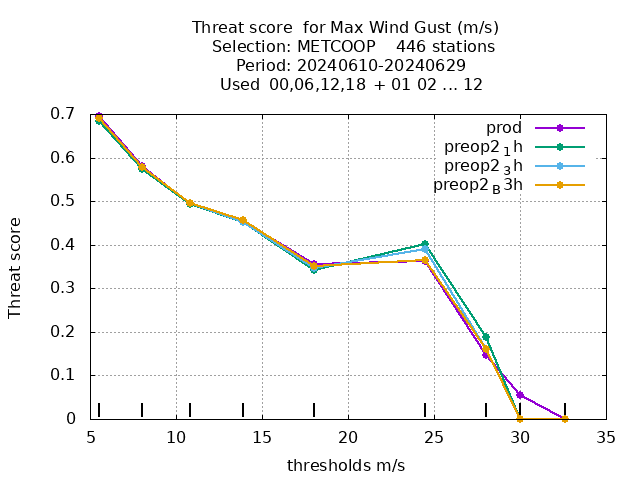 Threat score  for Max Wind Gust (m/s)
Selection: METCOOP    446 stations
Period: 20240610-20240629
Used  00,06,12,18  + 01 02 ... 12
prod
preop2 1h
preop2 3h
preop2 B3h
Threat score
0.7
0.6
0.5
0.4
0.3
0.2
0.1
0
5 10 15 20 25 30 35
thresholds m/s